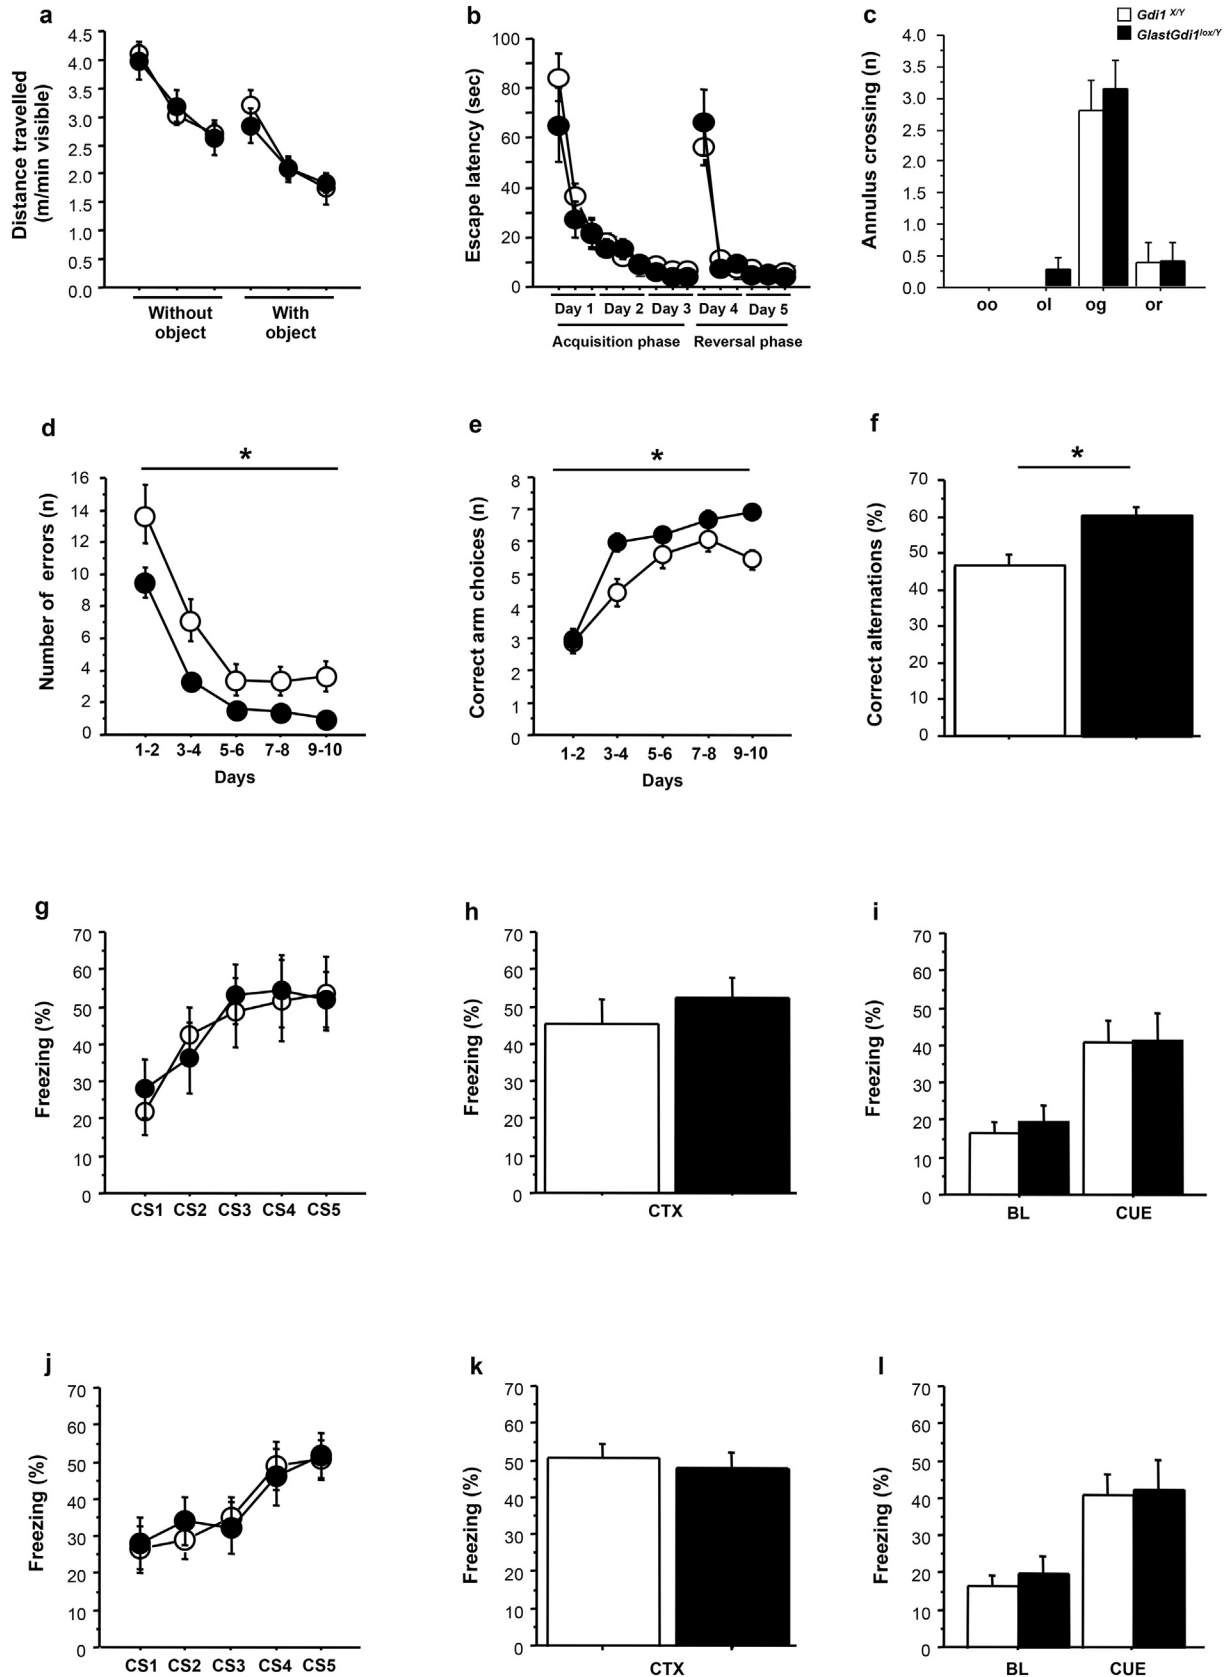 a
Distance travelled
(m/min visible)
4.5
4.0
3.5
3.0
2.5
2.0
1.5
1.0
0.5
0.0
Without
object
With
object
b
Escape latency (sec)
100
80
60
40
20
0
Day 1
Day 2
Day 3
Day 4
Day 5
Acquisition phase
Reversal phase
c
Gdi1 X/Y
GlastGdi1lox/Y
Annulus crossing (n)
4.0
3.5
3.0
2.5
2.0
1.5
1.0
0.5
0.0
oo
ol
og
or
d
*
Number of errors (n)
16
14
12
10
8
6
4
2
0
1-2
3-4
5-6
7-8
9-10
Days
e
*
Correct arm choices (n)
8
7
6
5
4
3
2
1
0
1-2
3-4
5-6
7-8
9-10
Days
f
*
Correct alternations (%)
70
60
50
40
30
20
10
0
g
Freezing (%)
70
60
50
40
30
20
10
0
CS1
CS2
CS3
CS4
CS5
h
Freezing (%)
70
60
50
40
30
20
10
0
CTX
i
Freezing (%)
70
60
50
40
30
20
10
0
BL
CUE
j
Freezing (%)
70
60
50
40
30
20
10
0
CS1
CS2
CS3
CS4
CS5
k
Freezing (%)
70
60
50
40
30
20
10
0
CTX
l
Freezing (%)
70
60
50
40
30
20
10
0
BL
CUE